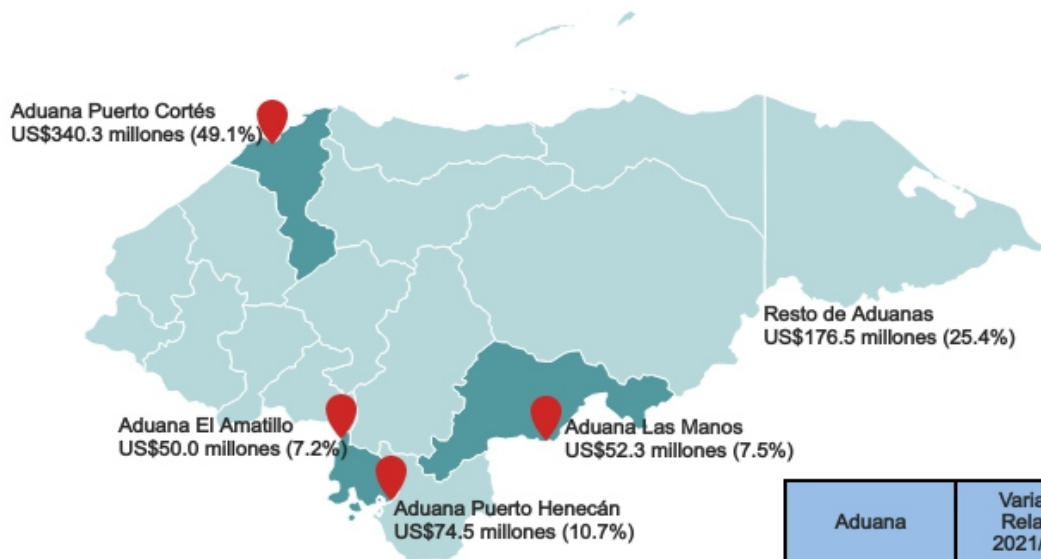 Aduana Puerto Cortés
US$340.3 millones (49.1%)
Resto de Aduanas
US$176.5 millones (25.4%)
Aduana El Amatillo
US$50.0 millones (7.2%)
Aduana Las Manos
US$52.3 millones (7.5%)
Aduana Puerto Henecán
US$74.5 millones (10.7%)
Aduana